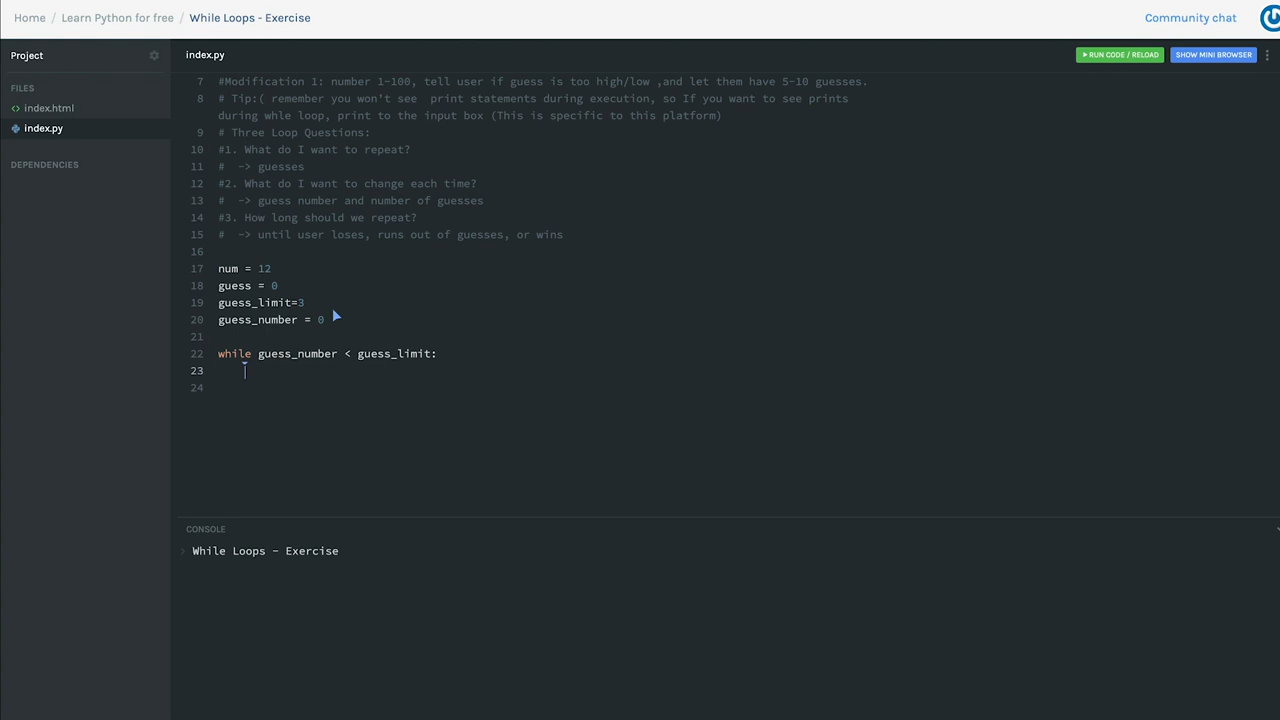 Home / Learn Python for free / While Loops - Exercise
Community chat
Project
index.py
RUN CODE / RELOAD
SHOW MINI BROWSER
FILES
<> index.html
index.py
DEPENDENCIES
7 #Modification 1: number 1-100, tell user if guess is too high/low ,and let them have 5-10 guesses.
8 # Tip:( remember you won't see  print statements during execution, so If you want to see prints
during whle loop, print to the input box (This is specific to this platform)
9 # Three Loop Questions:
10 #1. What do I want to repeat?
11 #  -> guesses
12 #2. What do I want to change each time?
13 #  -> guess number and number of guesses
14 #3. How long should we repeat?
15 #  -> until user loses, runs out of guesses, or wins
16
17 num = 12
18 guess = 0
19 guess_limit=3
20 guess_number = 0
21
22 while guess_number < guess_limit:
23
24
CONSOLE
While Loops - Exercise